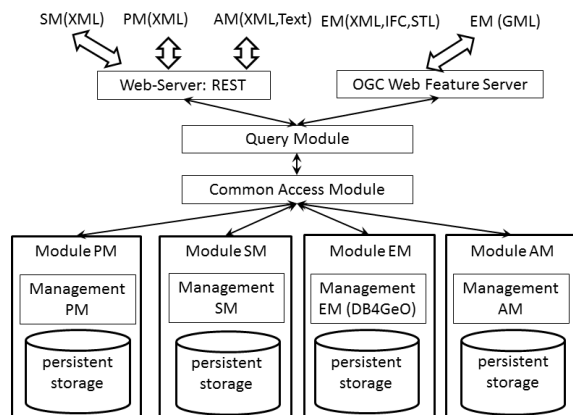 SM(XML) PM(XML) AM(XML,Text) EM(XML,IFC,STL) EM (GML)
Web-Server: REST OGC Web Feature Server
Query Module
Common Access Module
Module PM Module SM Module EM Module AM
Management Management Management Management
PM SM EM (DB4GeO) AM
persistent persistent persistent persistent
storage storage storage storage